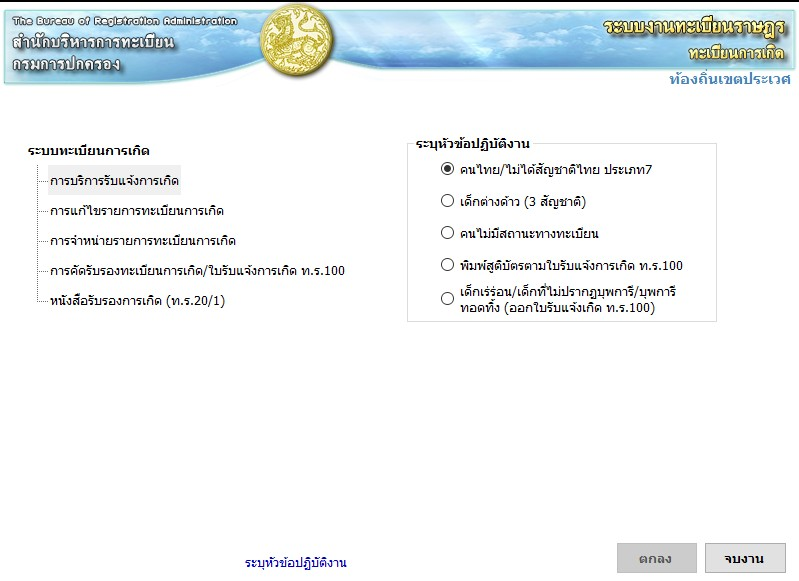 The Bureau of Registration Administration
สำนักบริหารการทะเบียน
กรมการปกครอง
ระบบงานทะเบียนราษฎร
ทะเบียนการเกิด
ท้องถิ่นเขตประเวศ
ระบบทะเบียนการเกิด
การบริการรับแจ้งการเกิด
การแก้ไขรายการทะเบียนการเกิด
การจำหน่ายรายการทะเบียนการเกิด
การคัดรับรองทะเบียนการเกิด/ใบรับแจ้งการเกิด ท.ร.100
หนังสือรับรองการเกิด (ท.ร.20/1)
ระบุหัวข้อปฏิบัติงาน
คนไทย/ไม่ได้สัญชาติไทย ประเภท7
เด็กต่างด้าว (3 สัญชาติ)
คนไม่มีสถานะทางทะเบียน
พิมพ์สูติบัตรตามใบรับแจ้งการเกิด ท.ร.100
เด็กเร่ร่อน/เด็กที่ไม่ปรากฏบุพการี/บุพการี
ทอดทิ้ง (ออกใบรับแจ้งเกิด ท.ร.100)
ระบุหัวข้อปฏิบัติงาน
ตกลง
จบงาน